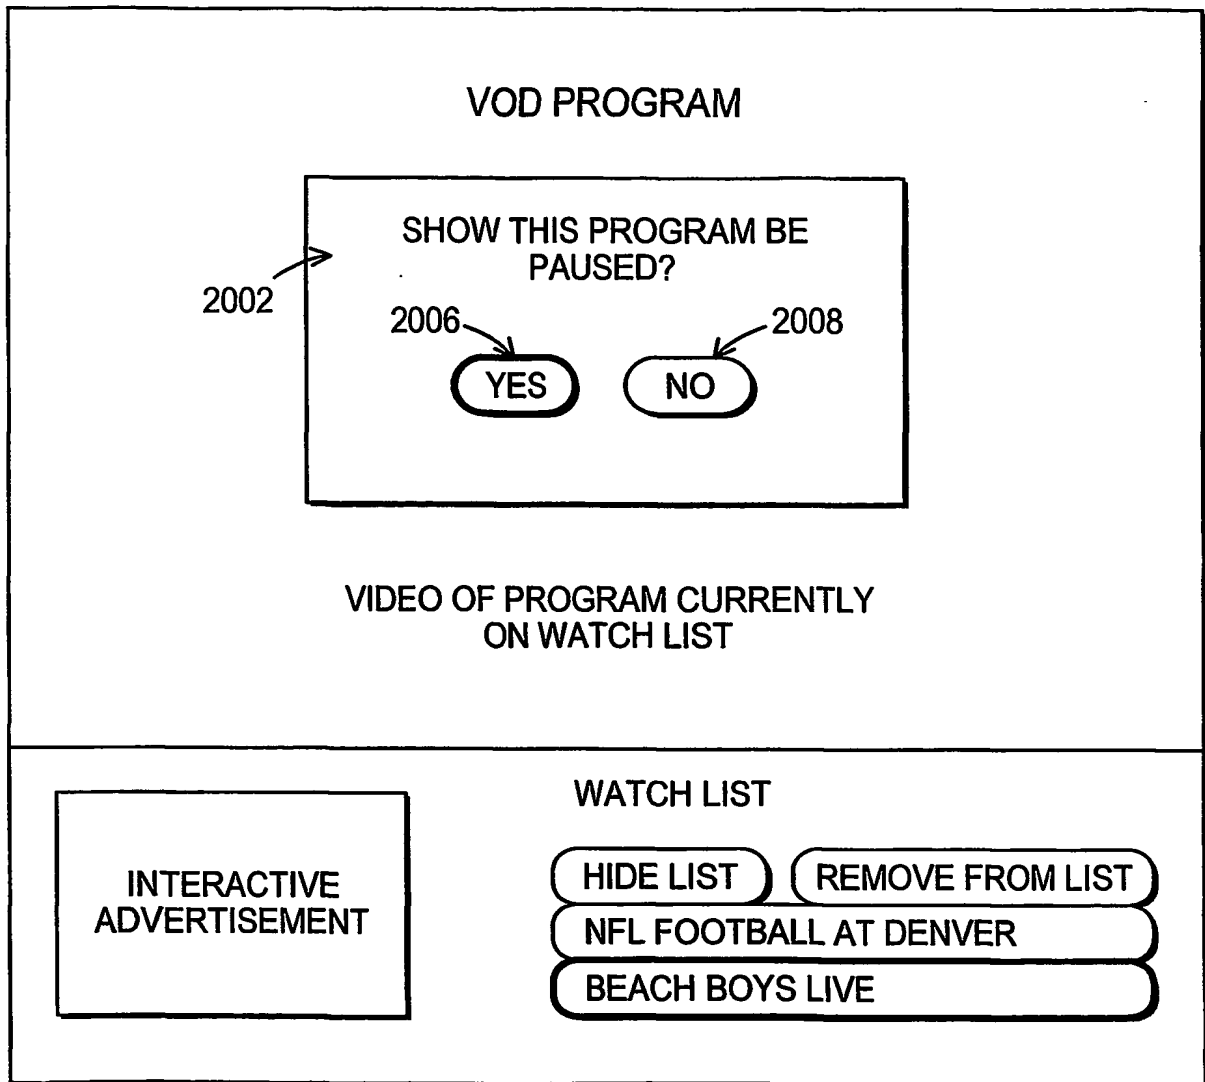 VOD PROGRAM
SHOW THIS PROGRAM BE
PAUSED?
2002
2006
2008
YES
NO
VIDEO OF PROGRAM CURRENTLY
ON WATCH LIST
INTERACTIVE
ADVERTISEMENT
WATCH LIST
HIDE LIST
REMOVE FROM LIST
NFL FOOTBALL AT DENVER
BEACH BOYS LIVE